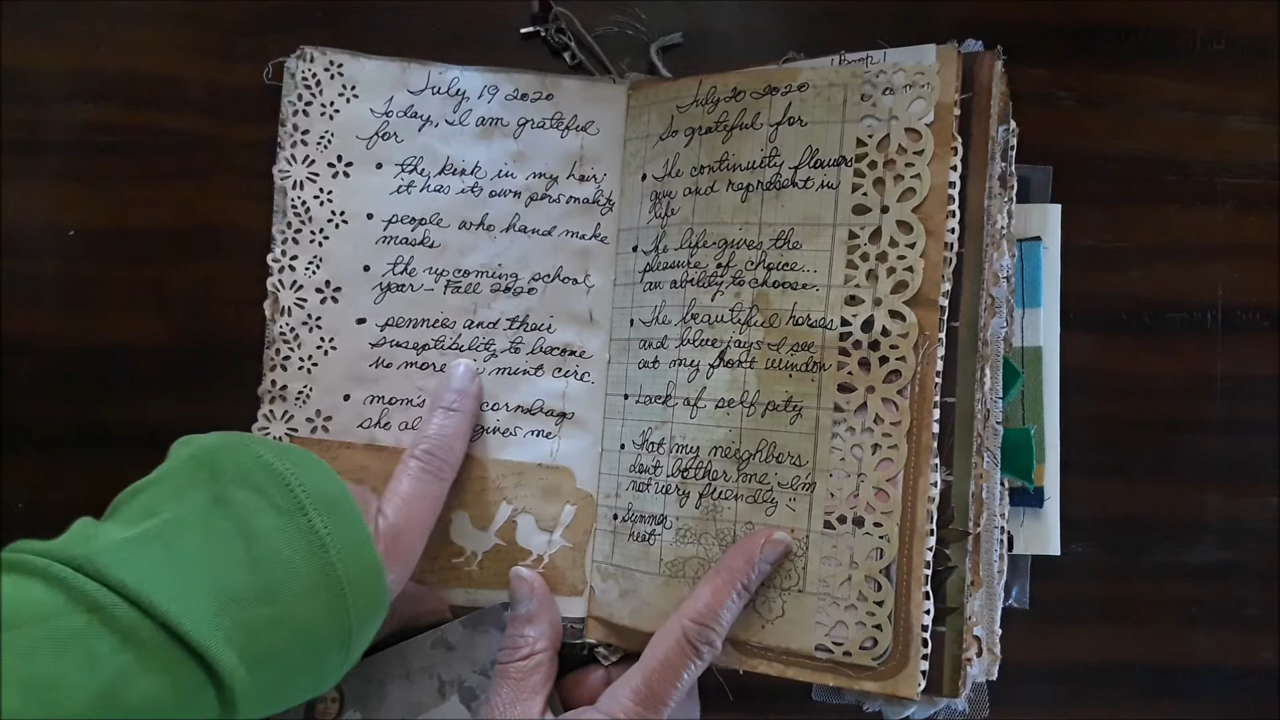 July 19 2020
Today, I am grateful
for
• the kink in my hair;
it has its own personality
• people who hand make
masks
• the upcoming school
year – Fall 2020
• pennies and their
suseptibility to become
no more mint circ.
• mom's cornbags
she gives me
July 20 2020
So grateful for
• The continuity flowers
give and represent in
life
• The life gives the
pleasure of choice...
an ability to choose.
• The beautiful horses
and blue jays I see
out my front window
• Lack of self pity
• That my neighbors
don't bother me; I'm
not very friendly
• Summer
heat